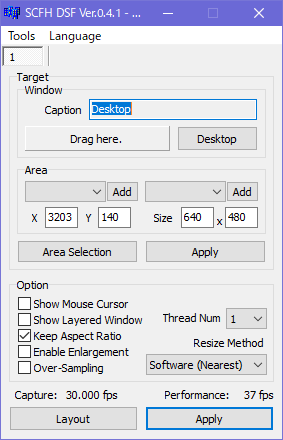 SCFH DSF Ver.0.4.1 - ...
Tools Language
1
Target
Window
Caption Desktop
Drag here. Desktop
Area
Add Add
X 3203 Y 140 Size 640 x 480
Area Selection Apply
Option
Show Mouse Cursor
Show Layered Window
Thread Num 1
Keep Aspect Ratio
Resize Method
Enable Enlargement
Over-Sampling
Software (Nearest)
Capture: 30.000 fps Performance: 37 fps
Layout Apply